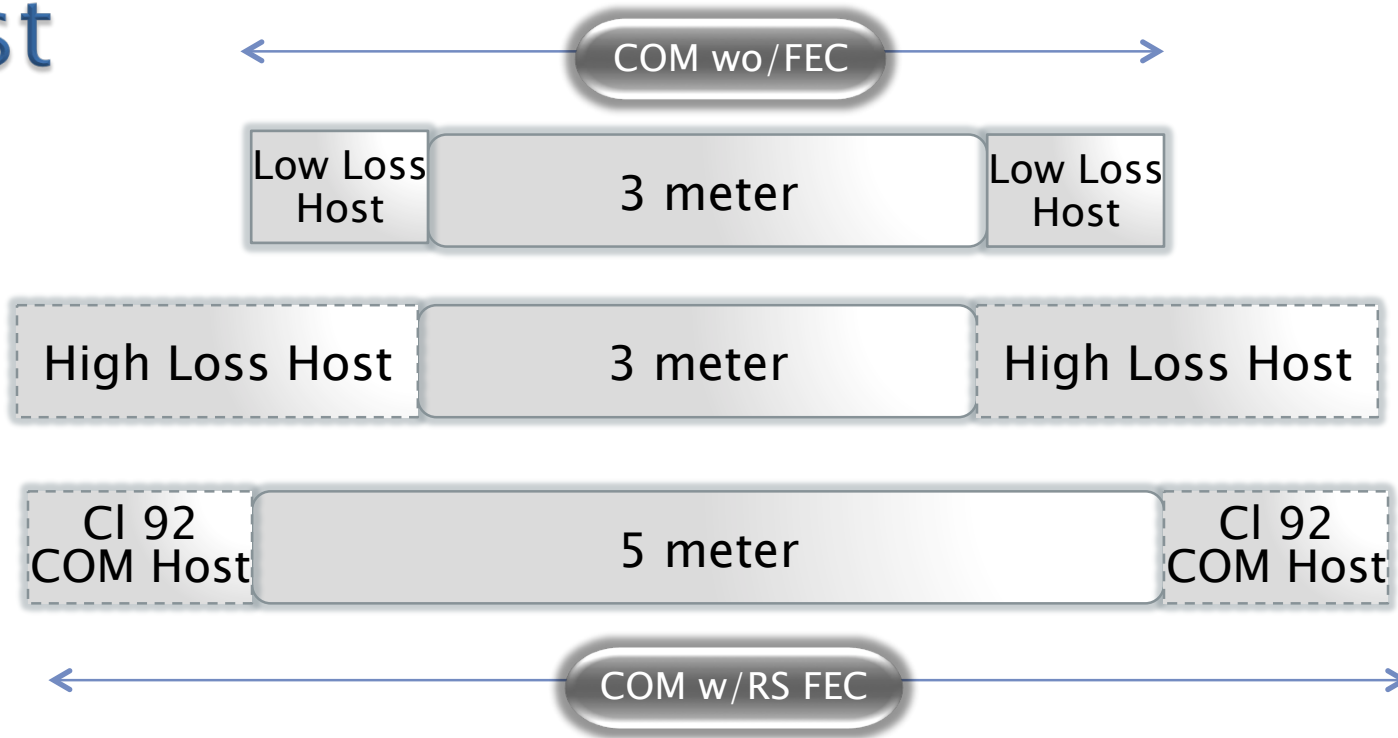 st
COM wo/FEC
Low Loss
Host
3 meter
Low Loss
Host
High Loss Host
3 meter
High Loss Host
Cl 92
COM Host
5 meter
Cl 92
COM Host
COM w/RS FEC